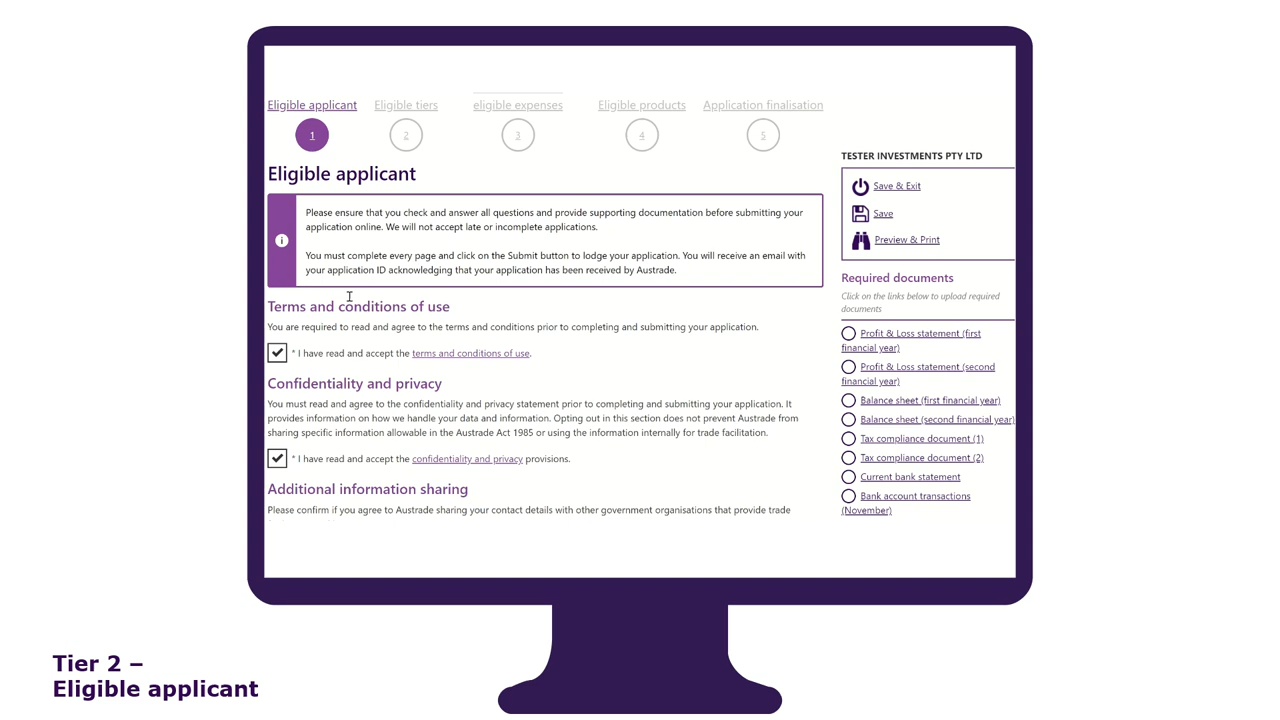 Eligible applicant
Eligible tiers
eligible expenses
Eligible products
Application finalisation
1
2
3
4
5
Eligible applicant
Please ensure that you check and answer all questions and provide supporting documentation before submitting your
application online. We will not accept late or incomplete applications.
You must complete every page and click on the Submit button to lodge your application. You will receive an email with
your application ID acknowledging that your application has been received by Austrade.
Terms and conditions of use
You are required to read and agree to the terms and conditions prior to completing and submitting your application.
* I have read and accept the terms and conditions of use.
Confidentiality and privacy
You must read and agree to the confidentiality and privacy statement prior to completing and submitting your application. It
provides information on how we handle your data and information. Opting out in this section does not prevent Austrade from
sharing specific information allowable in the Austrade Act 1985 or using the information internally for trade facilitation.
* I have read and accept the confidentiality and privacy provisions.
Additional information sharing
Please confirm if you agree to Austrade sharing your contact details with other government organisations that provide trade
TESTER INVESTMENTS PTY LTD
Save & Exit
Save
Preview & Print
Required documents
Click on the links below to upload required
documents
Profit & Loss statement (first
financial year)
Profit & Loss statement (second
financial year)
Balance sheet (first financial year)
Balance sheet (second financial year)
Tax compliance document (1)
Tax compliance document (2)
Current bank statement
Bank account transactions
(November)
Tier 2 –
Eligible applicant